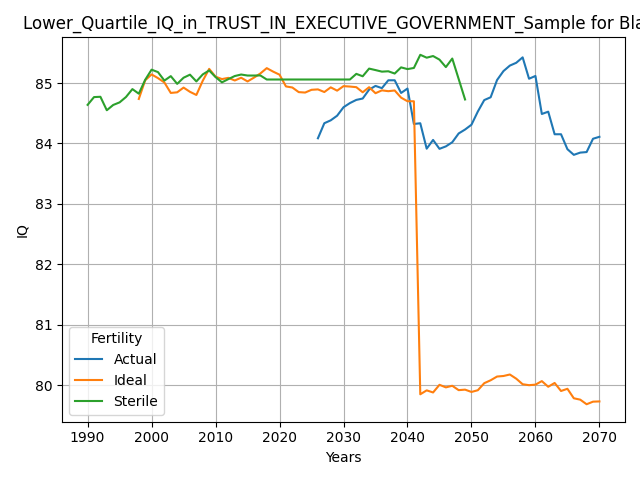 Lower_Quartile_IQ_in_TRUST_IN_EXECUTIVE_GOVERNMENT_Sample for Bla
85
84
83
82
81
80
IQ
Fertility
Actual
Ideal
Sterile
1990 2000 2010 2020 2030 2040 2050 2060 2070
Years